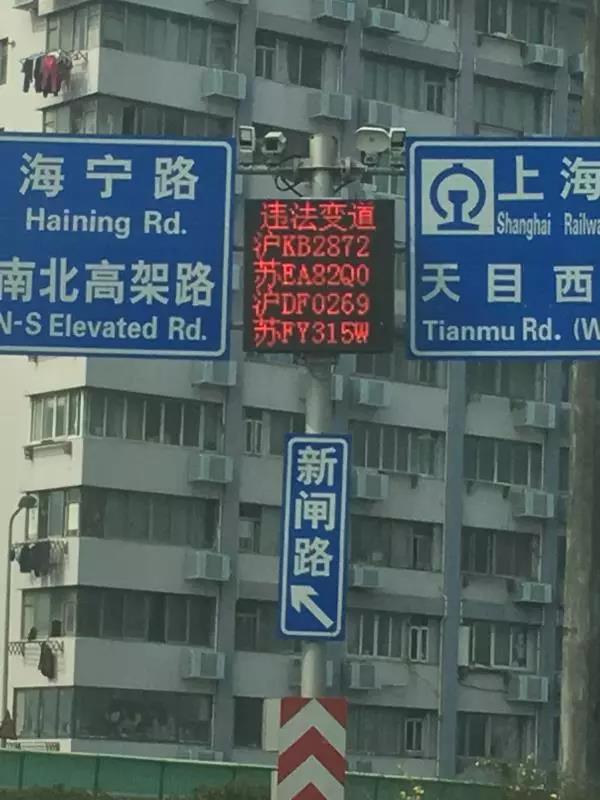 海宁路
Haining Rd.
南北高架路
N-S Elevated Rd.
违法变道
沪KB2872
苏EA82Q0
沪DF0269
苏FY315W
上海
Shanghai Railwa
天目西
Tianmu Rd. (W
新闸路